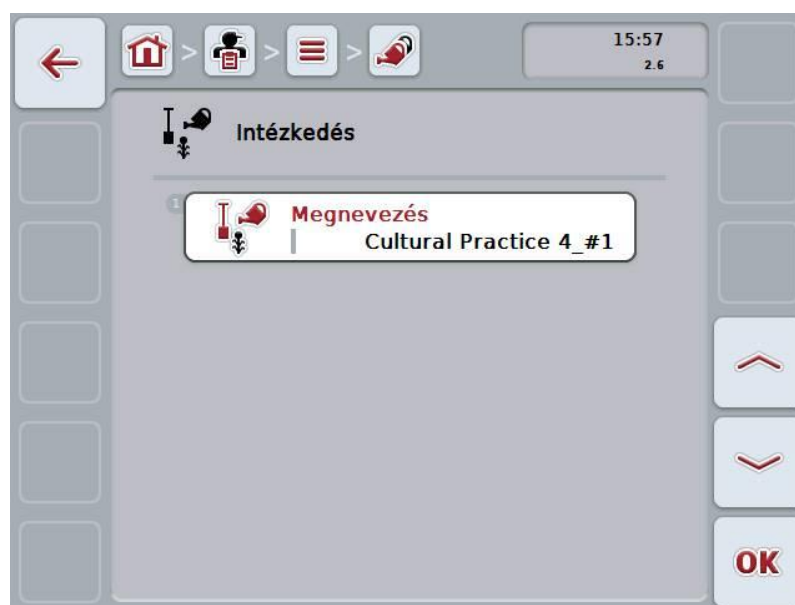 15:57
2.6
Intézkedés
1
Megnevezés
Cultural Practice 4_#1
OK